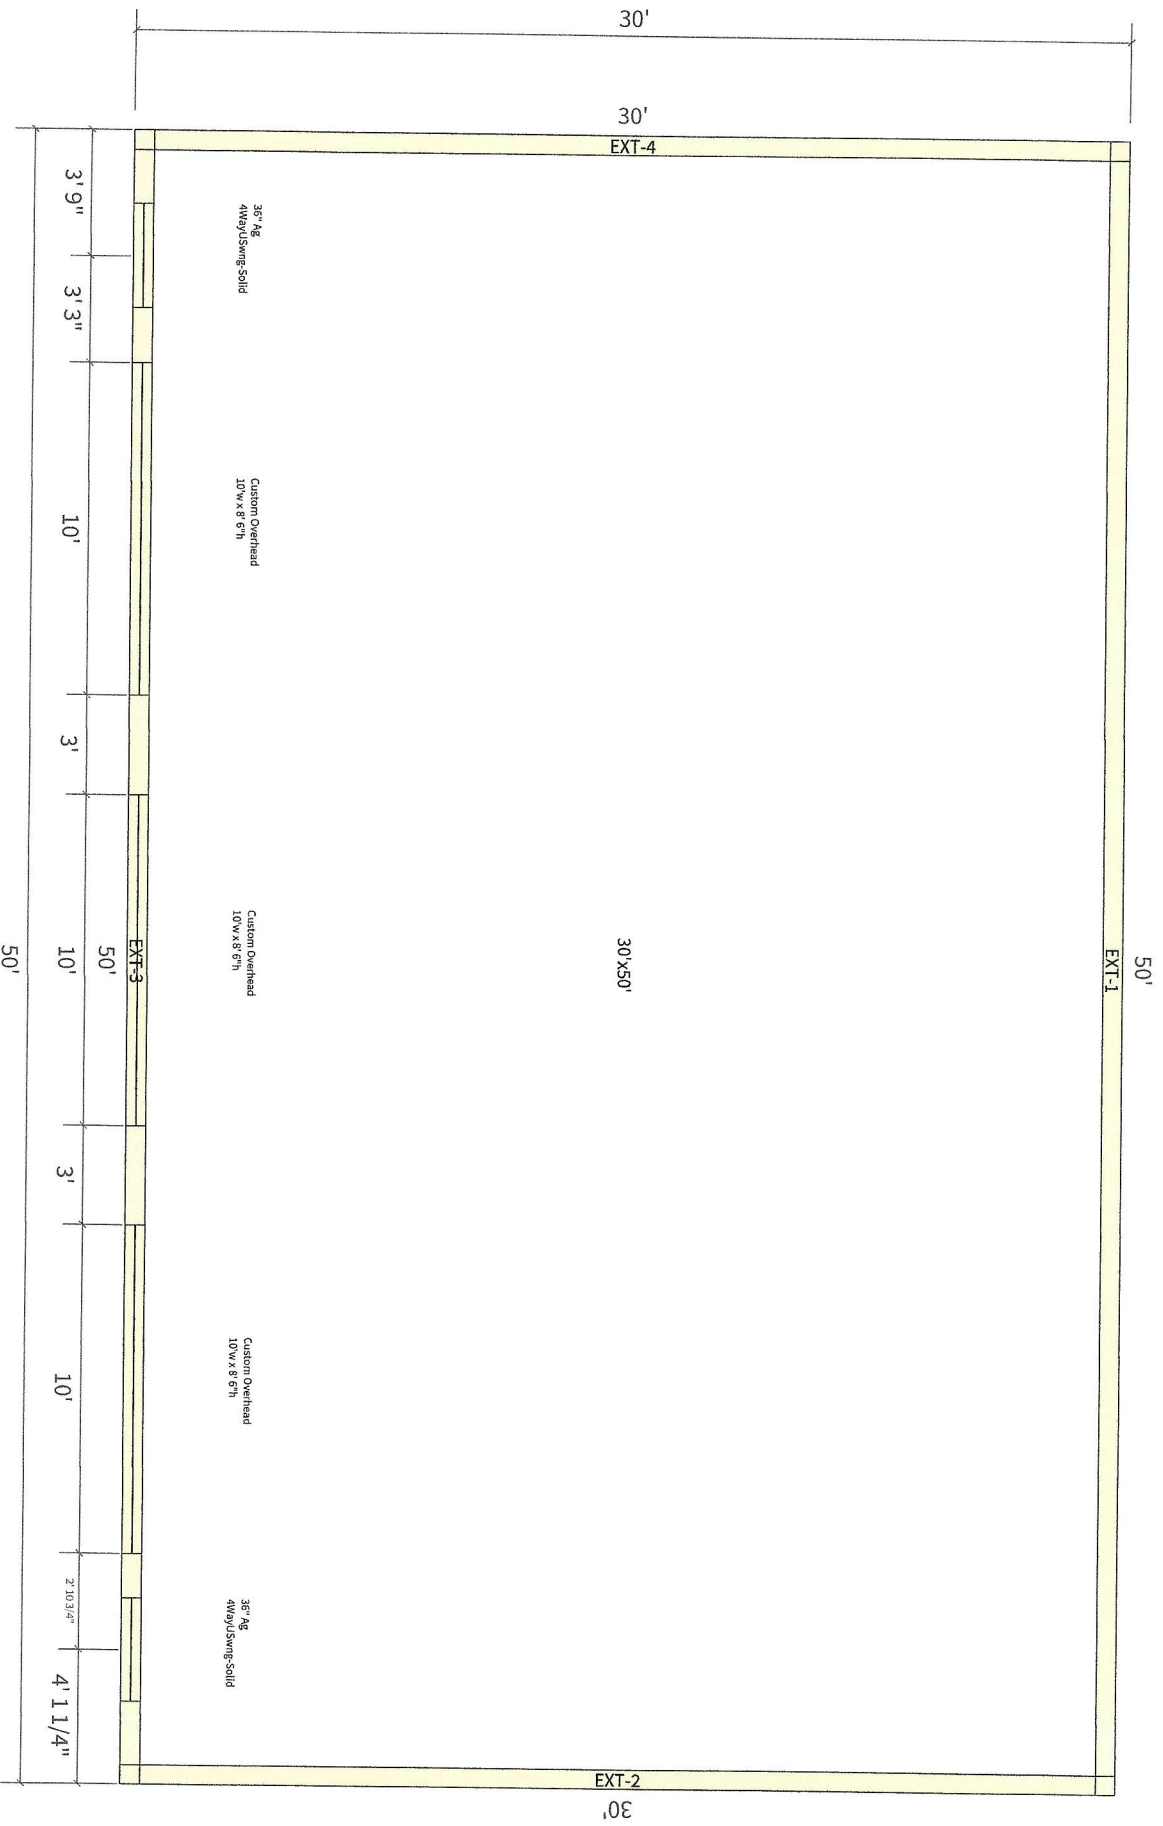 30'
30'
EXT-4
3' 9"
3' 3"
10'
3'
10'
3'
10'
2' 10 3/4"
4' 1 1/4"
50'
50'
EXT-3
36" Ag
4WayUSwng-Solid
Custom Overhead
10'w x 8' 6"h
Custom Overhead
10'w x 8' 6"h
Custom Overhead
10'w x 8' 6"h
36" Ag
4WayUSwng-Solid
30'x50'
EXT-1
50'
EXT-2
30'